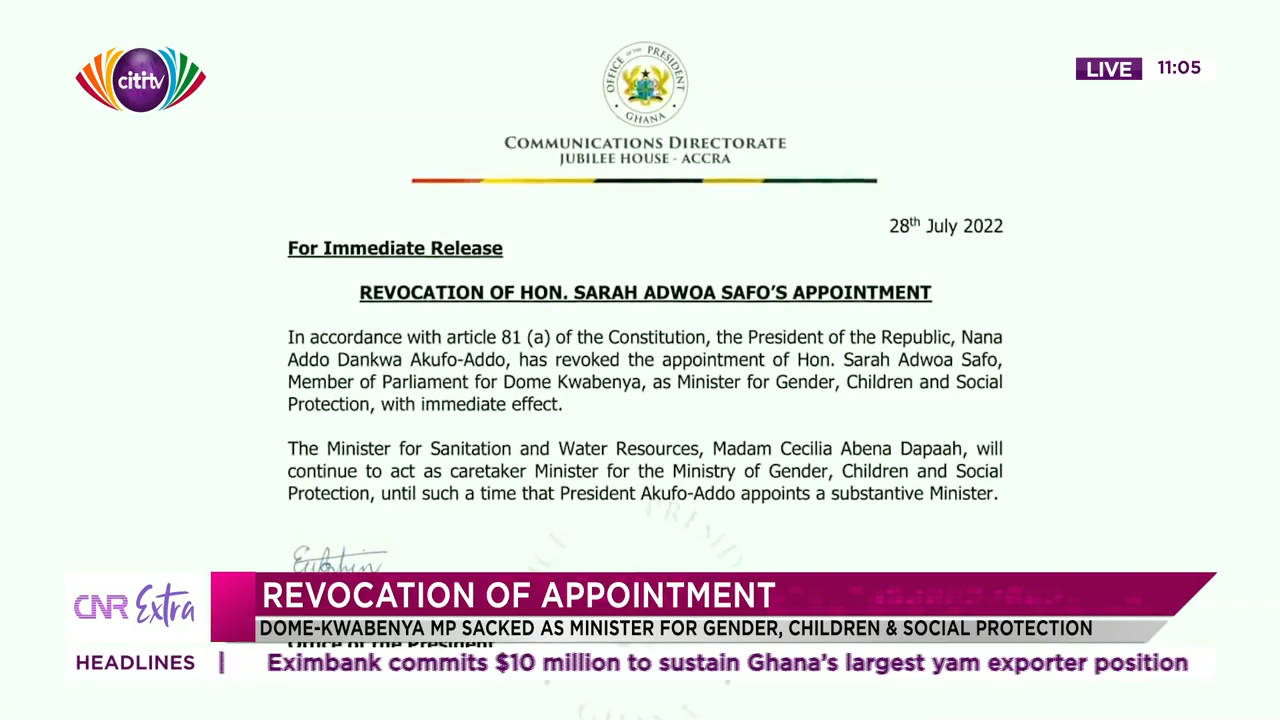 citi tv
OFFICE OF THE PRESIDENT
GHANA
LIVE
11:05
COMMUNICATIONS DIRECTORATE
JUBILEE HOUSE - ACCRA
28th July 2022
For Immediate Release
REVOCATION OF HON. SARAH ADWOA SAFO'S APPOINTMENT
In accordance with article 81 (a) of the Constitution, the President of the Republic, Nana
Addo Dankwa Akufo-Addo, has revoked the appointment of Hon. Sarah Adwoa Safo,
Member of Parliament for Dome Kwabenya, as Minister for Gender, Children and Social
Protection, with immediate effect.
The Minister for Sanitation and Water Resources, Madam Cecilia Abena Dapaah, will
continue to act as caretaker Minister for the Ministry of Gender, Children and Social
Protection, until such a time that President Akufo-Addo appoints a substantive Minister.
CNR Extra
REVOCATION OF APPOINTMENT
DOME-KWABENYA MP SACKED AS MINISTER FOR GENDER, CHILDREN & SOCIAL PROTECTION
Office of the President
HEADLINES | Eximbank commits $10 million to sustain Ghana's largest yam exporter position